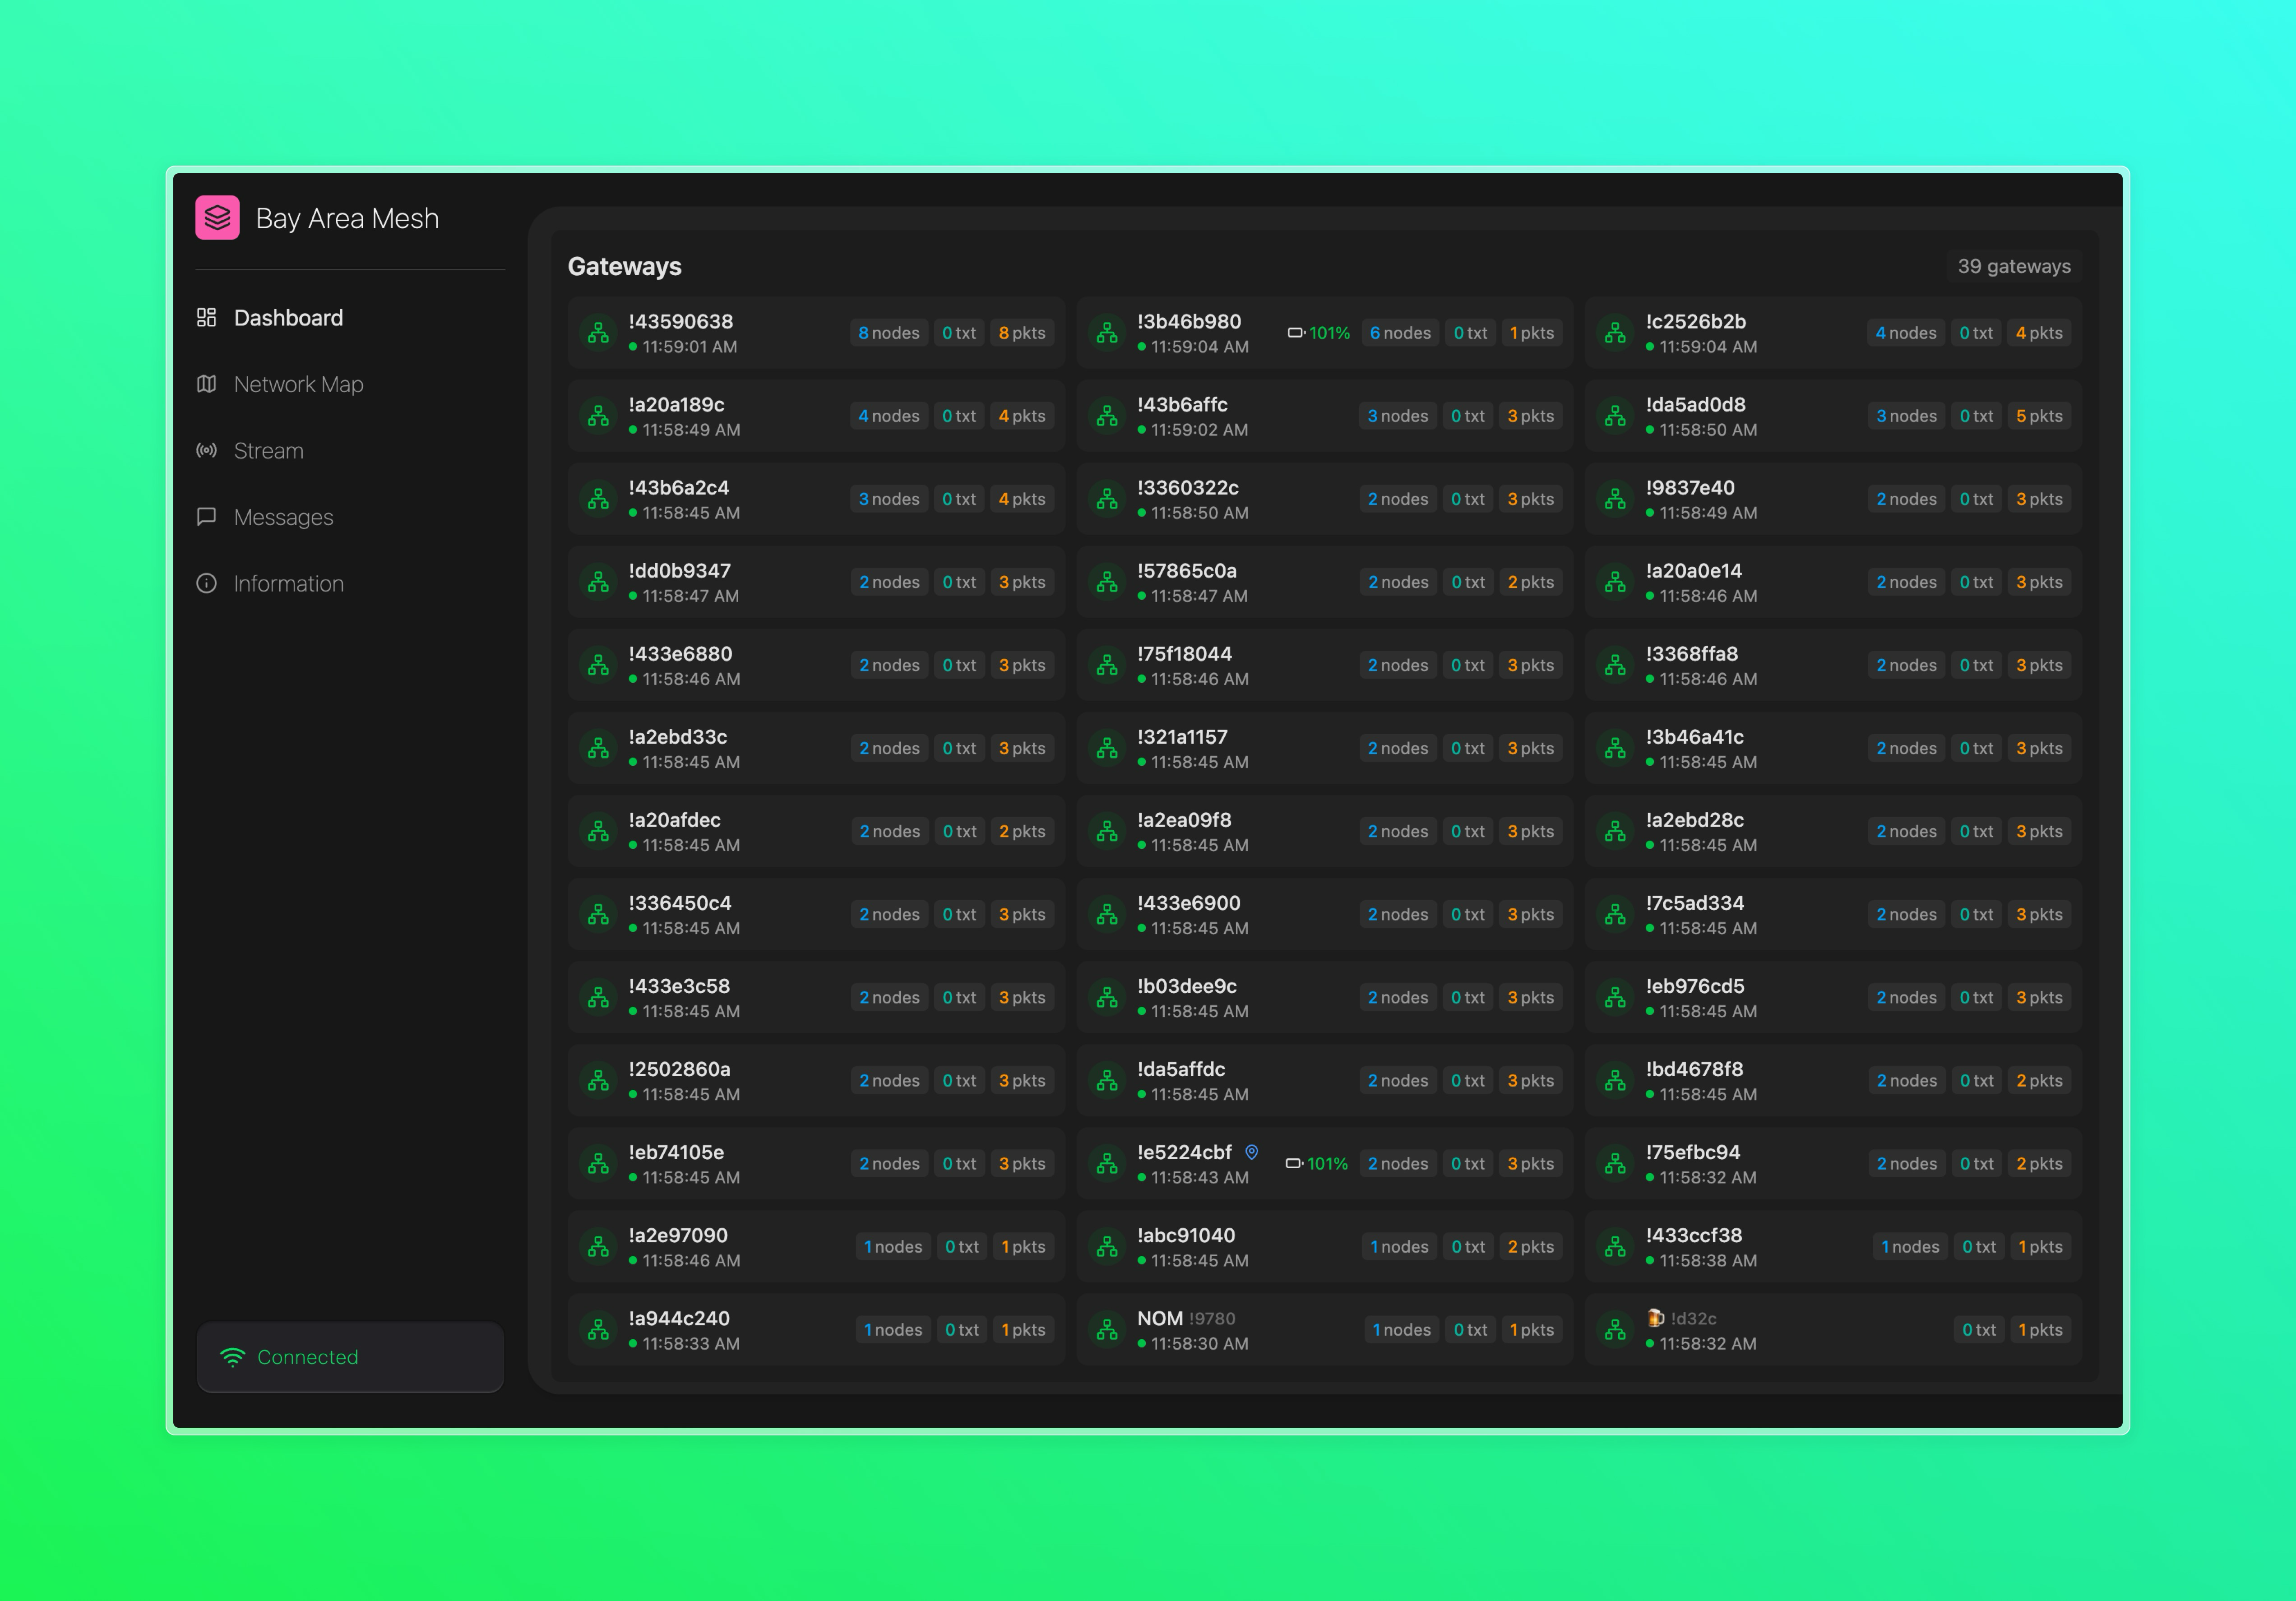 Bay Area Mesh
Dashboard
Network Map
Stream
Messages
Information
Connected
Gateways
39 gateways
!43590638
11:59:01 AM
8 nodes 0 txt 8 pkts
!3b46b980
11:59:04 AM
101% 6 nodes 0 txt 1 pkts
!c2526b2b
11:59:04 AM
4 nodes 0 txt 4 pkts
!a20a189c
11:58:49 AM
4 nodes 0 txt 4 pkts
!43b6affc
11:59:02 AM
3 nodes 0 txt 3 pkts
!da5ad0d8
11:58:50 AM
3 nodes 0 txt 5 pkts
!43b6a2c4
11:58:45 AM
3 nodes 0 txt 4 pkts
!3360322c
11:58:50 AM
2 nodes 0 txt 3 pkts
!9837e40
11:58:49 AM
2 nodes 0 txt 3 pkts
!dd0b9347
11:58:47 AM
2 nodes 0 txt 3 pkts
!57865c0a
11:58:47 AM
2 nodes 0 txt 2 pkts
!a20a0e14
11:58:46 AM
2 nodes 0 txt 3 pkts
!433e6880
11:58:46 AM
2 nodes 0 txt 3 pkts
!75f18044
11:58:46 AM
2 nodes 0 txt 3 pkts
!3368ffa8
11:58:46 AM
2 nodes 0 txt 3 pkts
!a2ebd33c
11:58:45 AM
2 nodes 0 txt 3 pkts
!321a1157
11:58:45 AM
2 nodes 0 txt 3 pkts
!3b46a41c
11:58:45 AM
2 nodes 0 txt 3 pkts
!a20afdec
11:58:45 AM
2 nodes 0 txt 2 pkts
!a2ea09f8
11:58:45 AM
2 nodes 0 txt 3 pkts
!a2ebd28c
11:58:45 AM
2 nodes 0 txt 3 pkts
!336450c4
11:58:45 AM
2 nodes 0 txt 3 pkts
!433e6900
11:58:45 AM
2 nodes 0 txt 3 pkts
!7c5ad334
11:58:45 AM
2 nodes 0 txt 3 pkts
!433e3c58
11:58:45 AM
2 nodes 0 txt 3 pkts
!b03dee9c
11:58:45 AM
2 nodes 0 txt 3 pkts
!eb976cd5
11:58:45 AM
2 nodes 0 txt 3 pkts
!2502860a
11:58:45 AM
2 nodes 0 txt 3 pkts
!da5affdc
11:58:45 AM
2 nodes 0 txt 3 pkts
!bd4678f8
11:58:45 AM
2 nodes 0 txt 2 pkts
!eb74105e
11:58:45 AM
2 nodes 0 txt 3 pkts
!e5224cbf
11:58:43 AM
101% 2 nodes 0 txt 3 pkts
!75efbc94
11:58:32 AM
2 nodes 0 txt 2 pkts
!a2e97090
11:58:46 AM
1 nodes 0 txt 1 pkts
!abc91040
11:58:45 AM
1 nodes 0 txt 2 pkts
!433ccf38
11:58:38 AM
1 nodes 0 txt 1 pkts
!a944c240
11:58:33 AM
1 nodes 0 txt 1 pkts
NOM !9780
11:58:30 AM
1 nodes 0 txt 1 pkts
🍺 !d32c
11:58:32 AM
0 txt 1 pkts